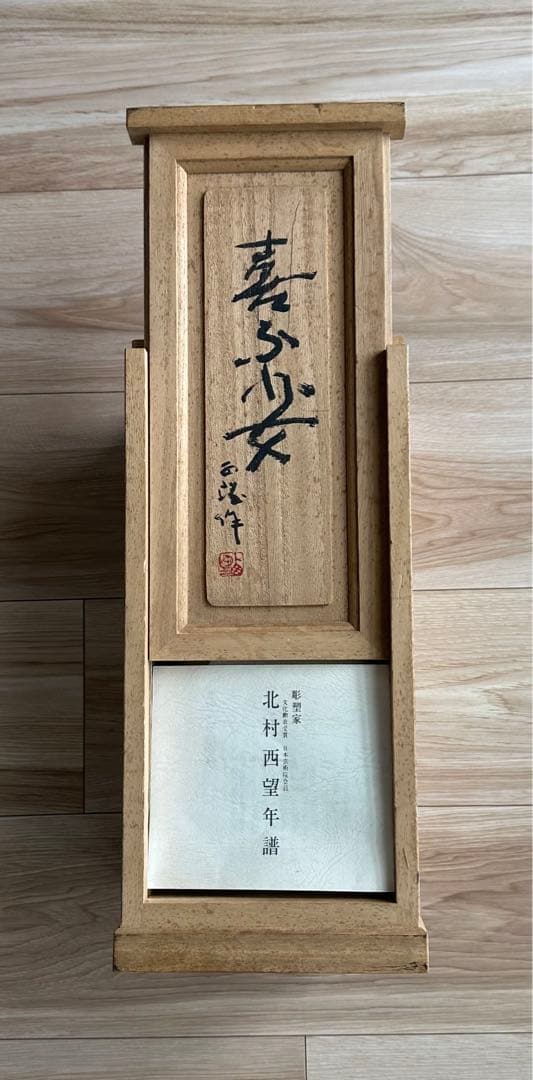 喜ぶ少女
西望作
彫塑家
文化勲章受賞 日本芸術院会員
北村西望年譜